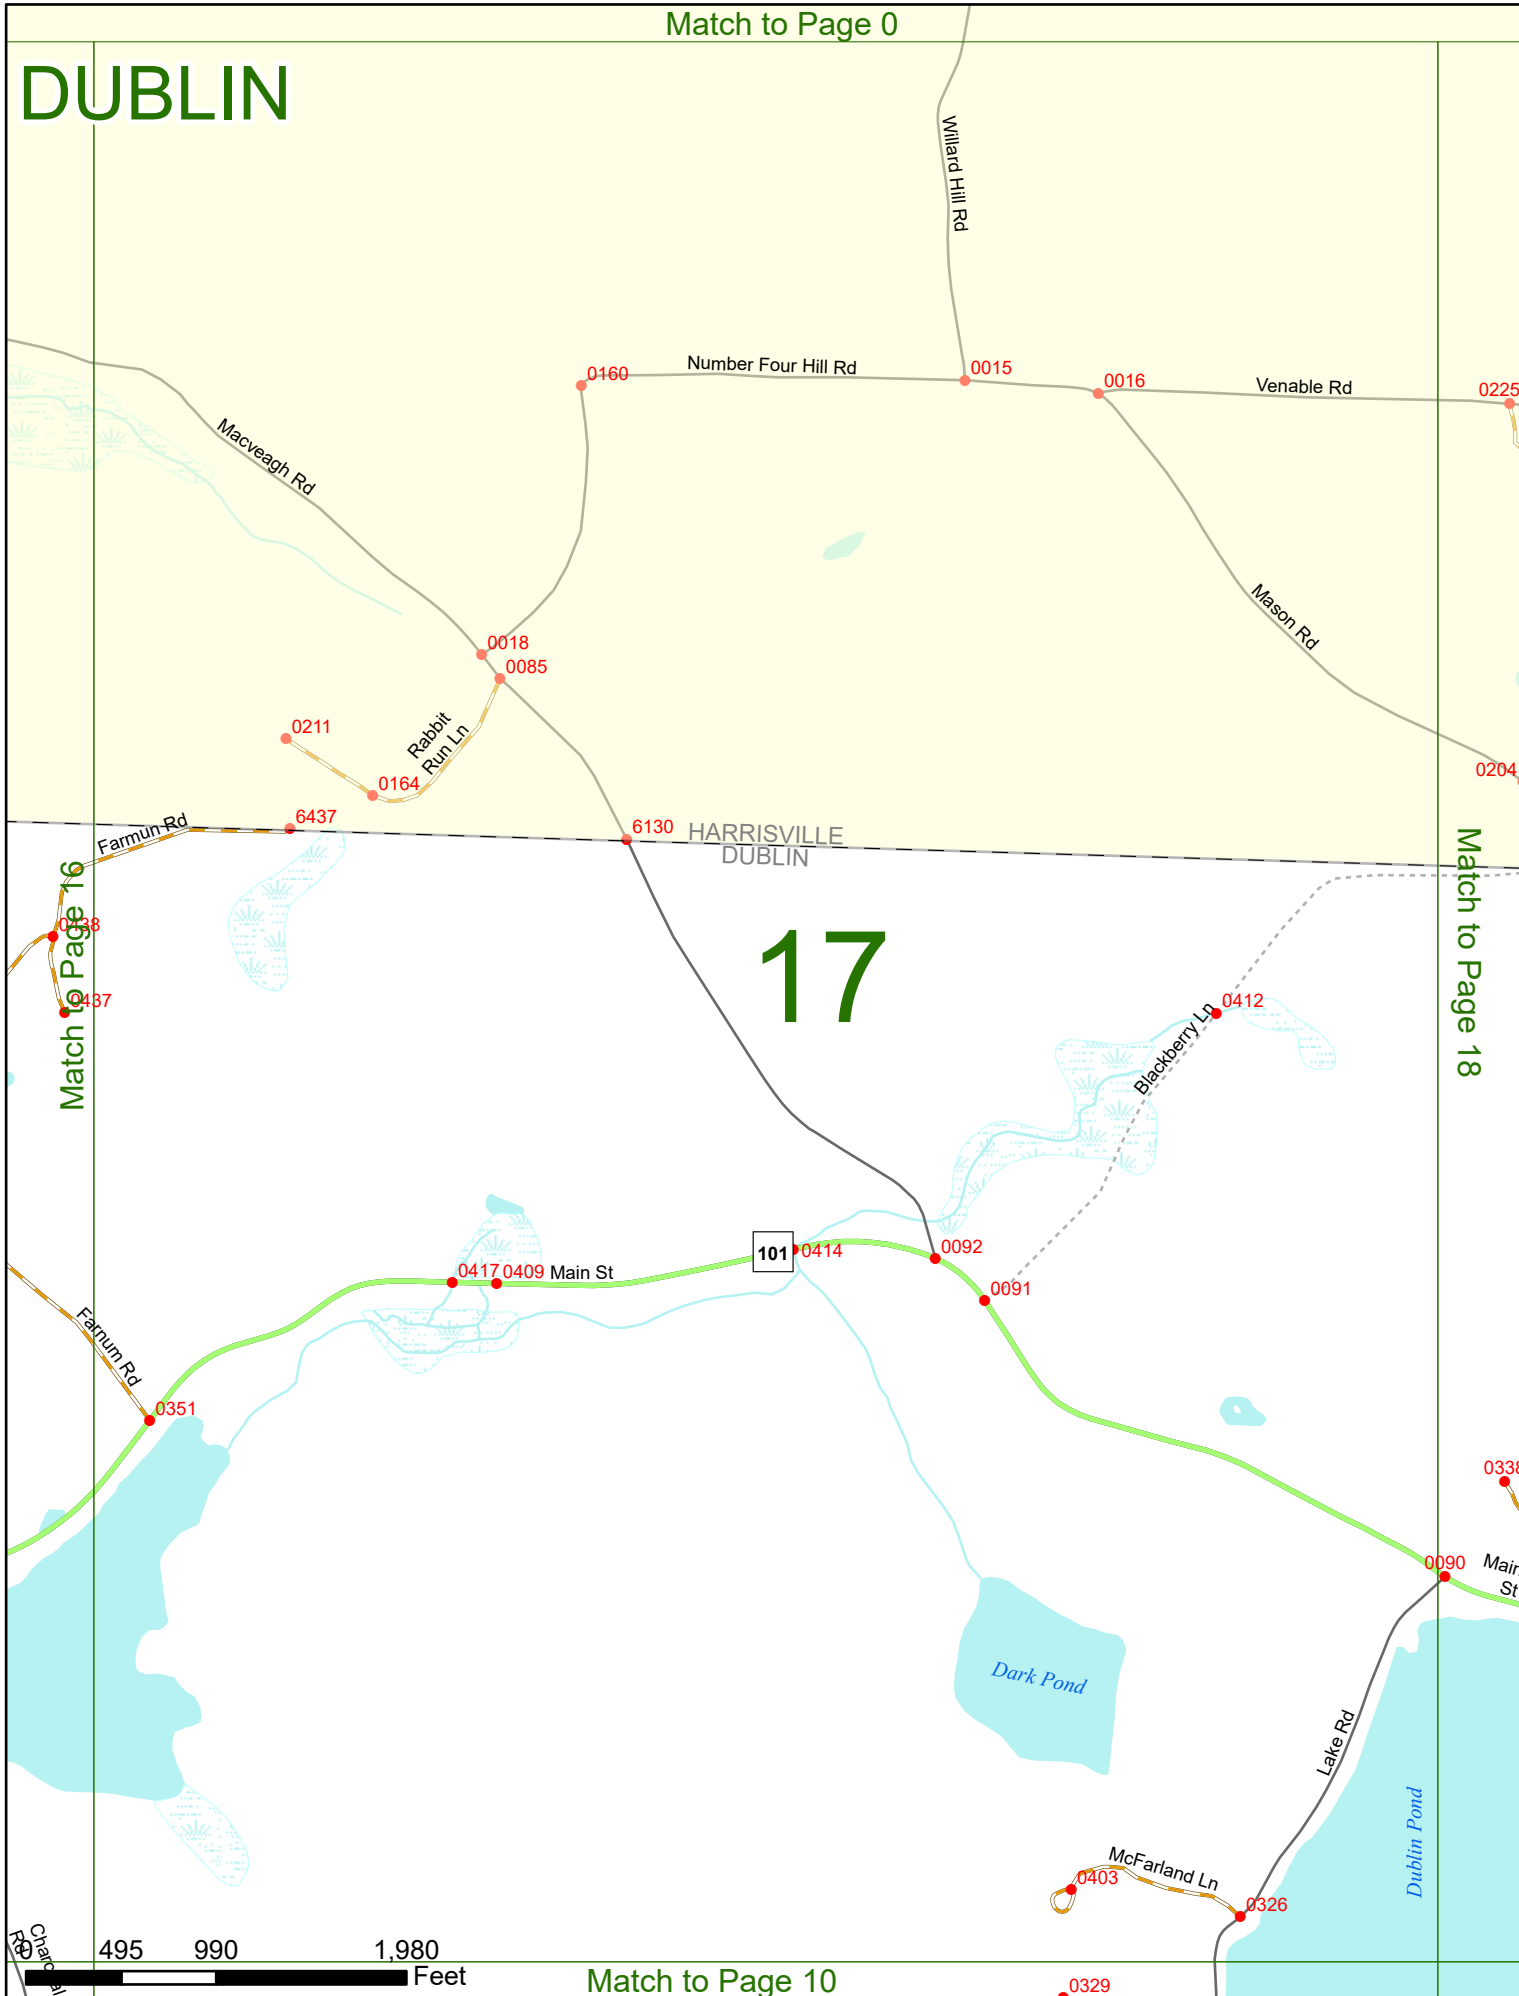 Match to Page 0
DUBLIN
Willard Hill Rd
0160
Number Four Hill Rd
0015
0016
Venable Rd
0225
Macveagh Rd
Mason Rd
0018
0085
0211
Rabbit
Run Ln
0164
0204
6437
Farmun Rd
6130
HARRISVILLE
DUBLIN
Match to Page 16
Match to Page 18
0438
17
0437
0412
Blackberry Ln
101
0414
0092
0417
0409
Main St
0091
Farnum Rd
0351
0338
0090
Main
St
Dark Pond
Lake Rd
Dublin Pond
McFarland Ln
0403
0326
Charcoal
Rd
0
495
990
1,980
Feet
Match to Page 10
0329